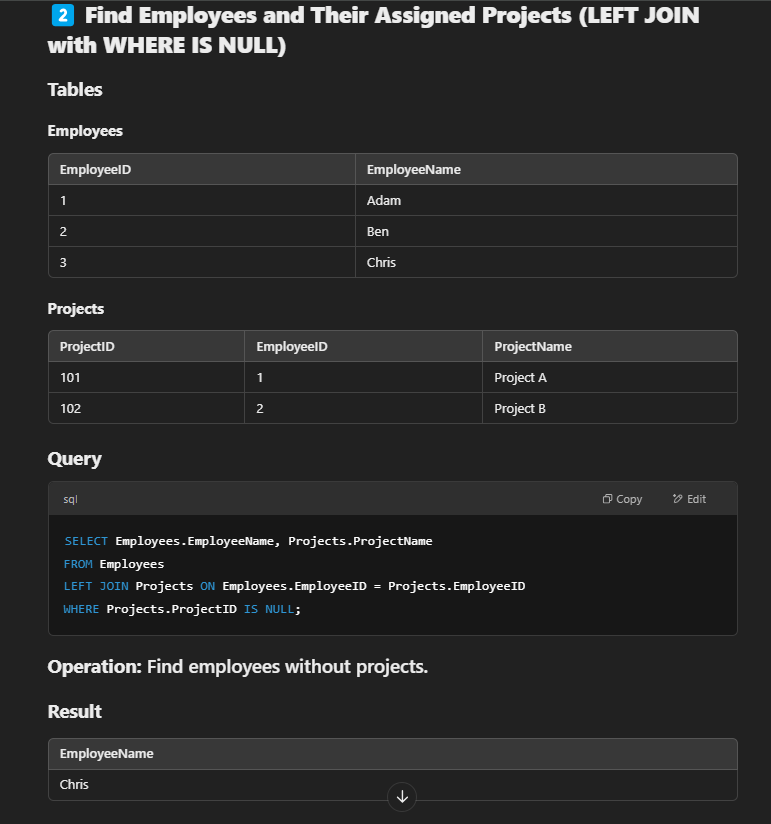 2 Find Employees and Their Assigned Projects (LEFT JOIN
with WHERE IS NULL)
Tables
Employees
EmployeeID EmployeeName
1 Adam
2 Ben
3 Chris
Projects
ProjectID EmployeeID ProjectName
101 1 Project A
102 2 Project B
Query
sql Copy Edit
SELECT Employees.EmployeeName, Projects.ProjectName
FROM Employees
LEFT JOIN Projects ON Employees.EmployeeID = Projects.EmployeeID
WHERE Projects.ProjectID IS NULL;
Operation: Find employees without projects.
Result
EmployeeName
Chris